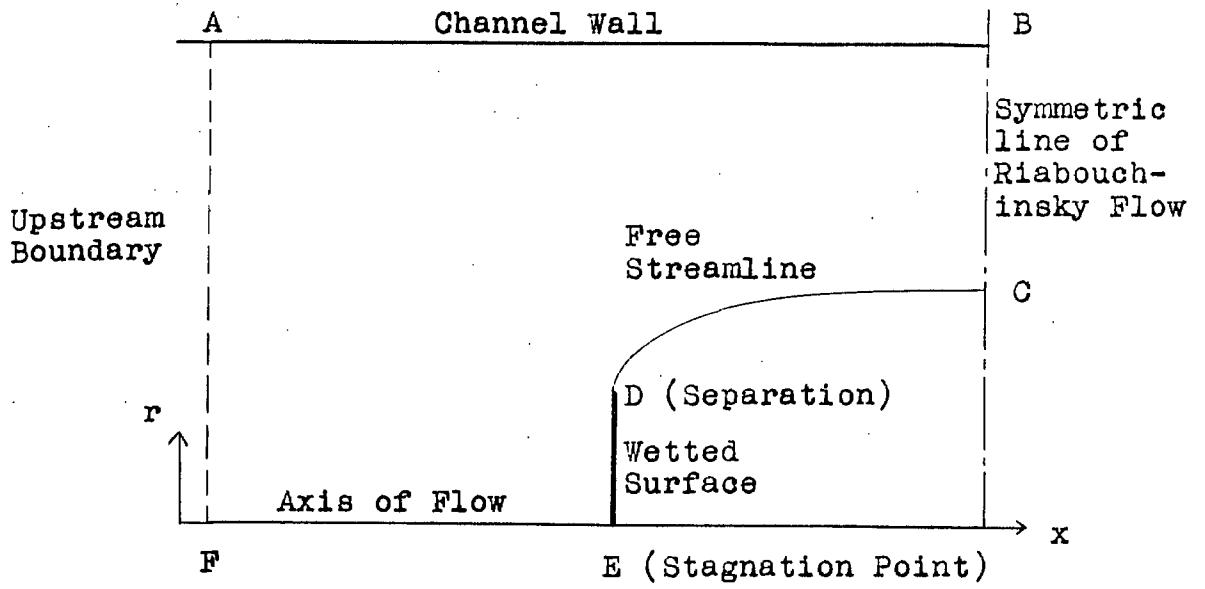 A Channel Wall B
Symmetric
line of
Riabouch-
insky Flow
Upstream
Boundary
Free
Streamline
C
D (Separation)
r
Wetted
Surface
Axis of Flow
x
F
E (Stagnation Point)